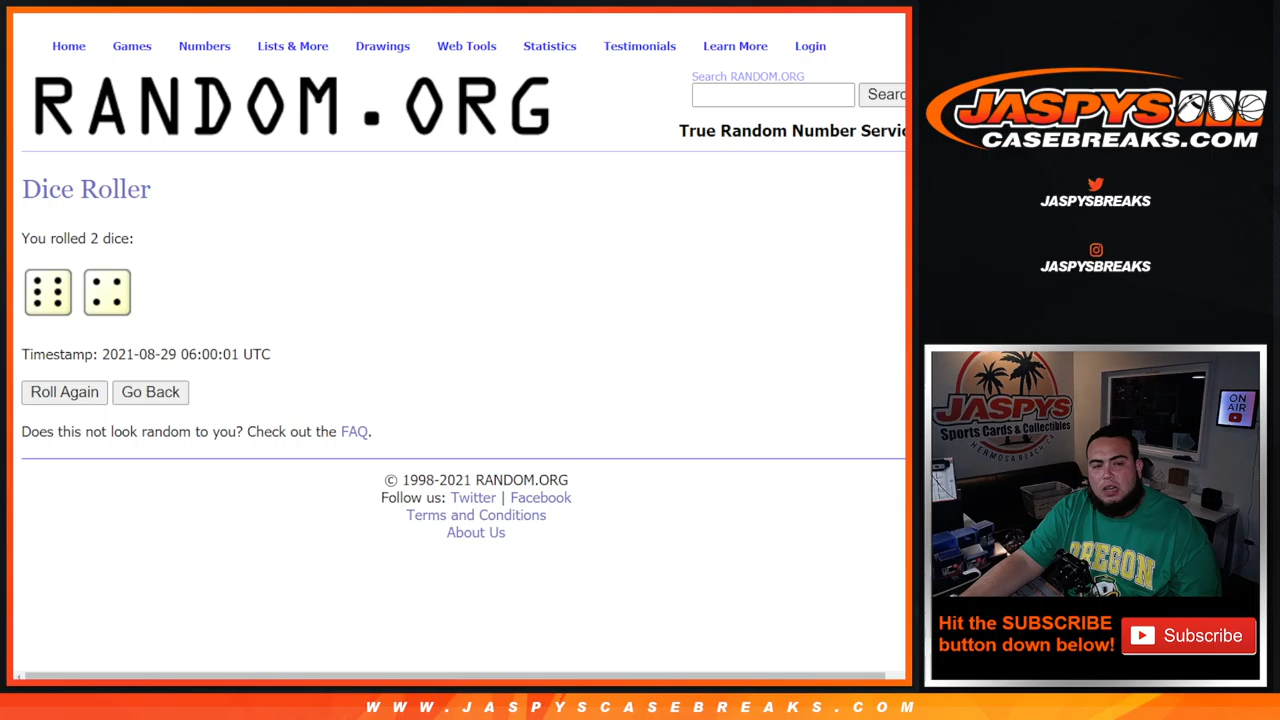 Home Games Numbers Lists & More Drawings Web Tools Statistics Testimonials Learn More Login
RANDOM.ORG
Search RANDOM.ORG
Searc
True Random Number Servic
Dice Roller
You rolled 2 dice:
Timestamp: 2021-08-29 06:00:01 UTC
Roll Again Go Back
Does this not look random to you? Check out the FAQ.
© 1998-2021 RANDOM.ORG
Follow us: Twitter | Facebook
Terms and Conditions
About Us
JASPYS
CASEBREAKS.COM
JASPYSBREAKS
JASPYSBREAKS
JASPYS
Sports Cards & Collectibles
HERMOSA BEACH, CA
ON
AIR
OREGON
Hit the SUBSCRIBE
button down below!
Subscribe
WWW.JASPYSCASEBREAKS.COM